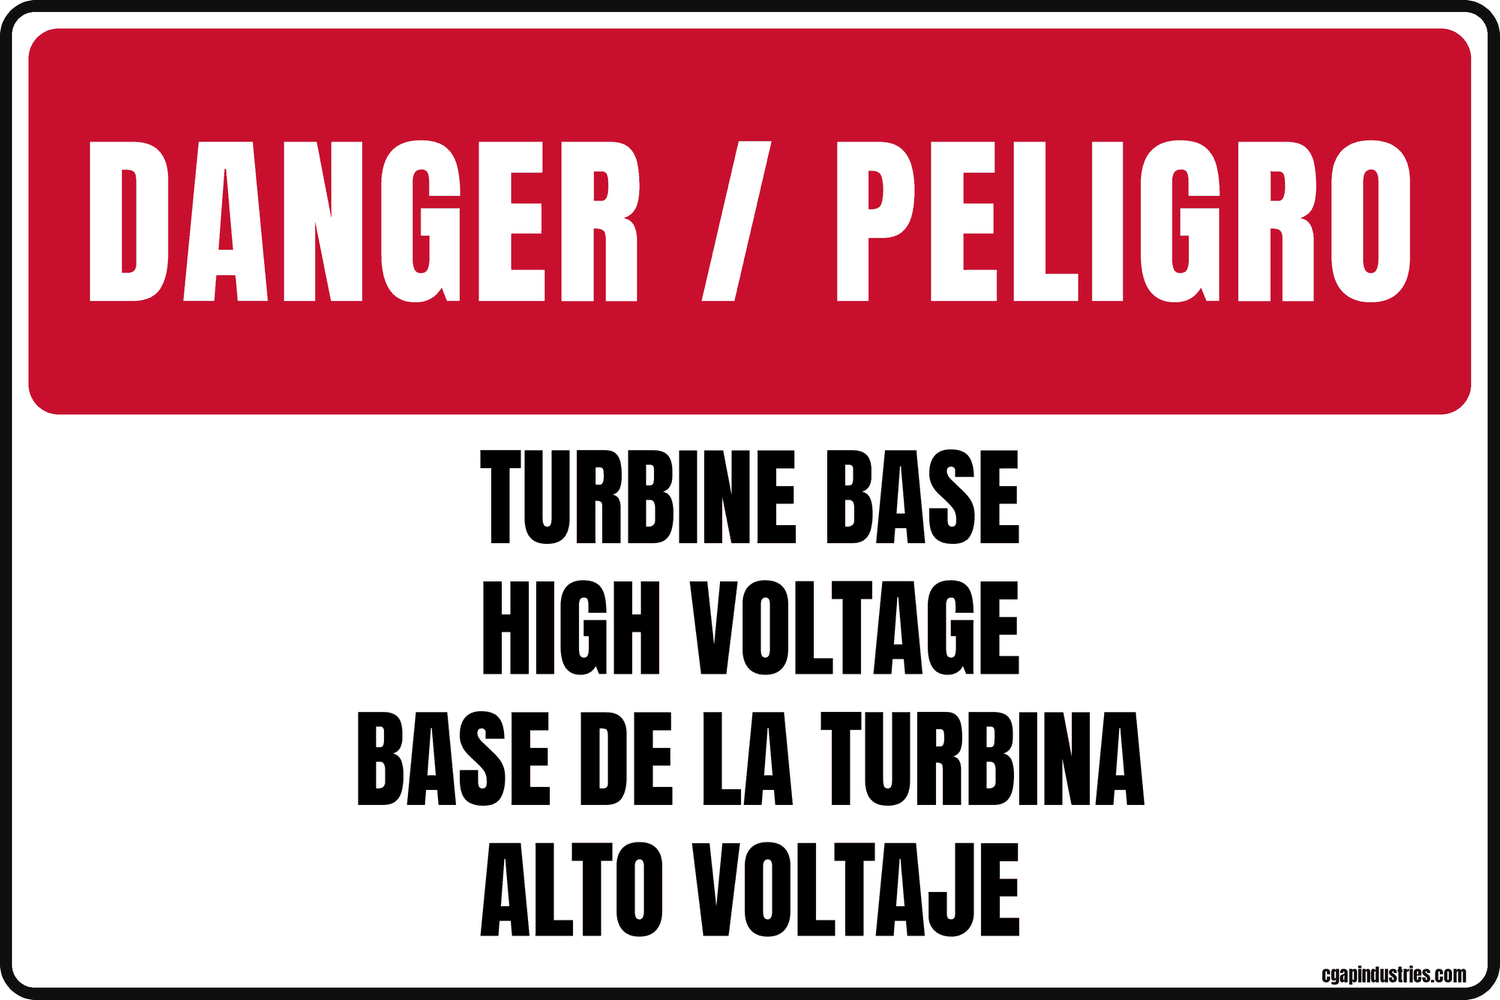 DANGER / PELIGRO
TURBINE BASE
HIGH VOLTAGE
BASE DE LA TURBINA
ALTO VOLTAJE
cgapindustries.com